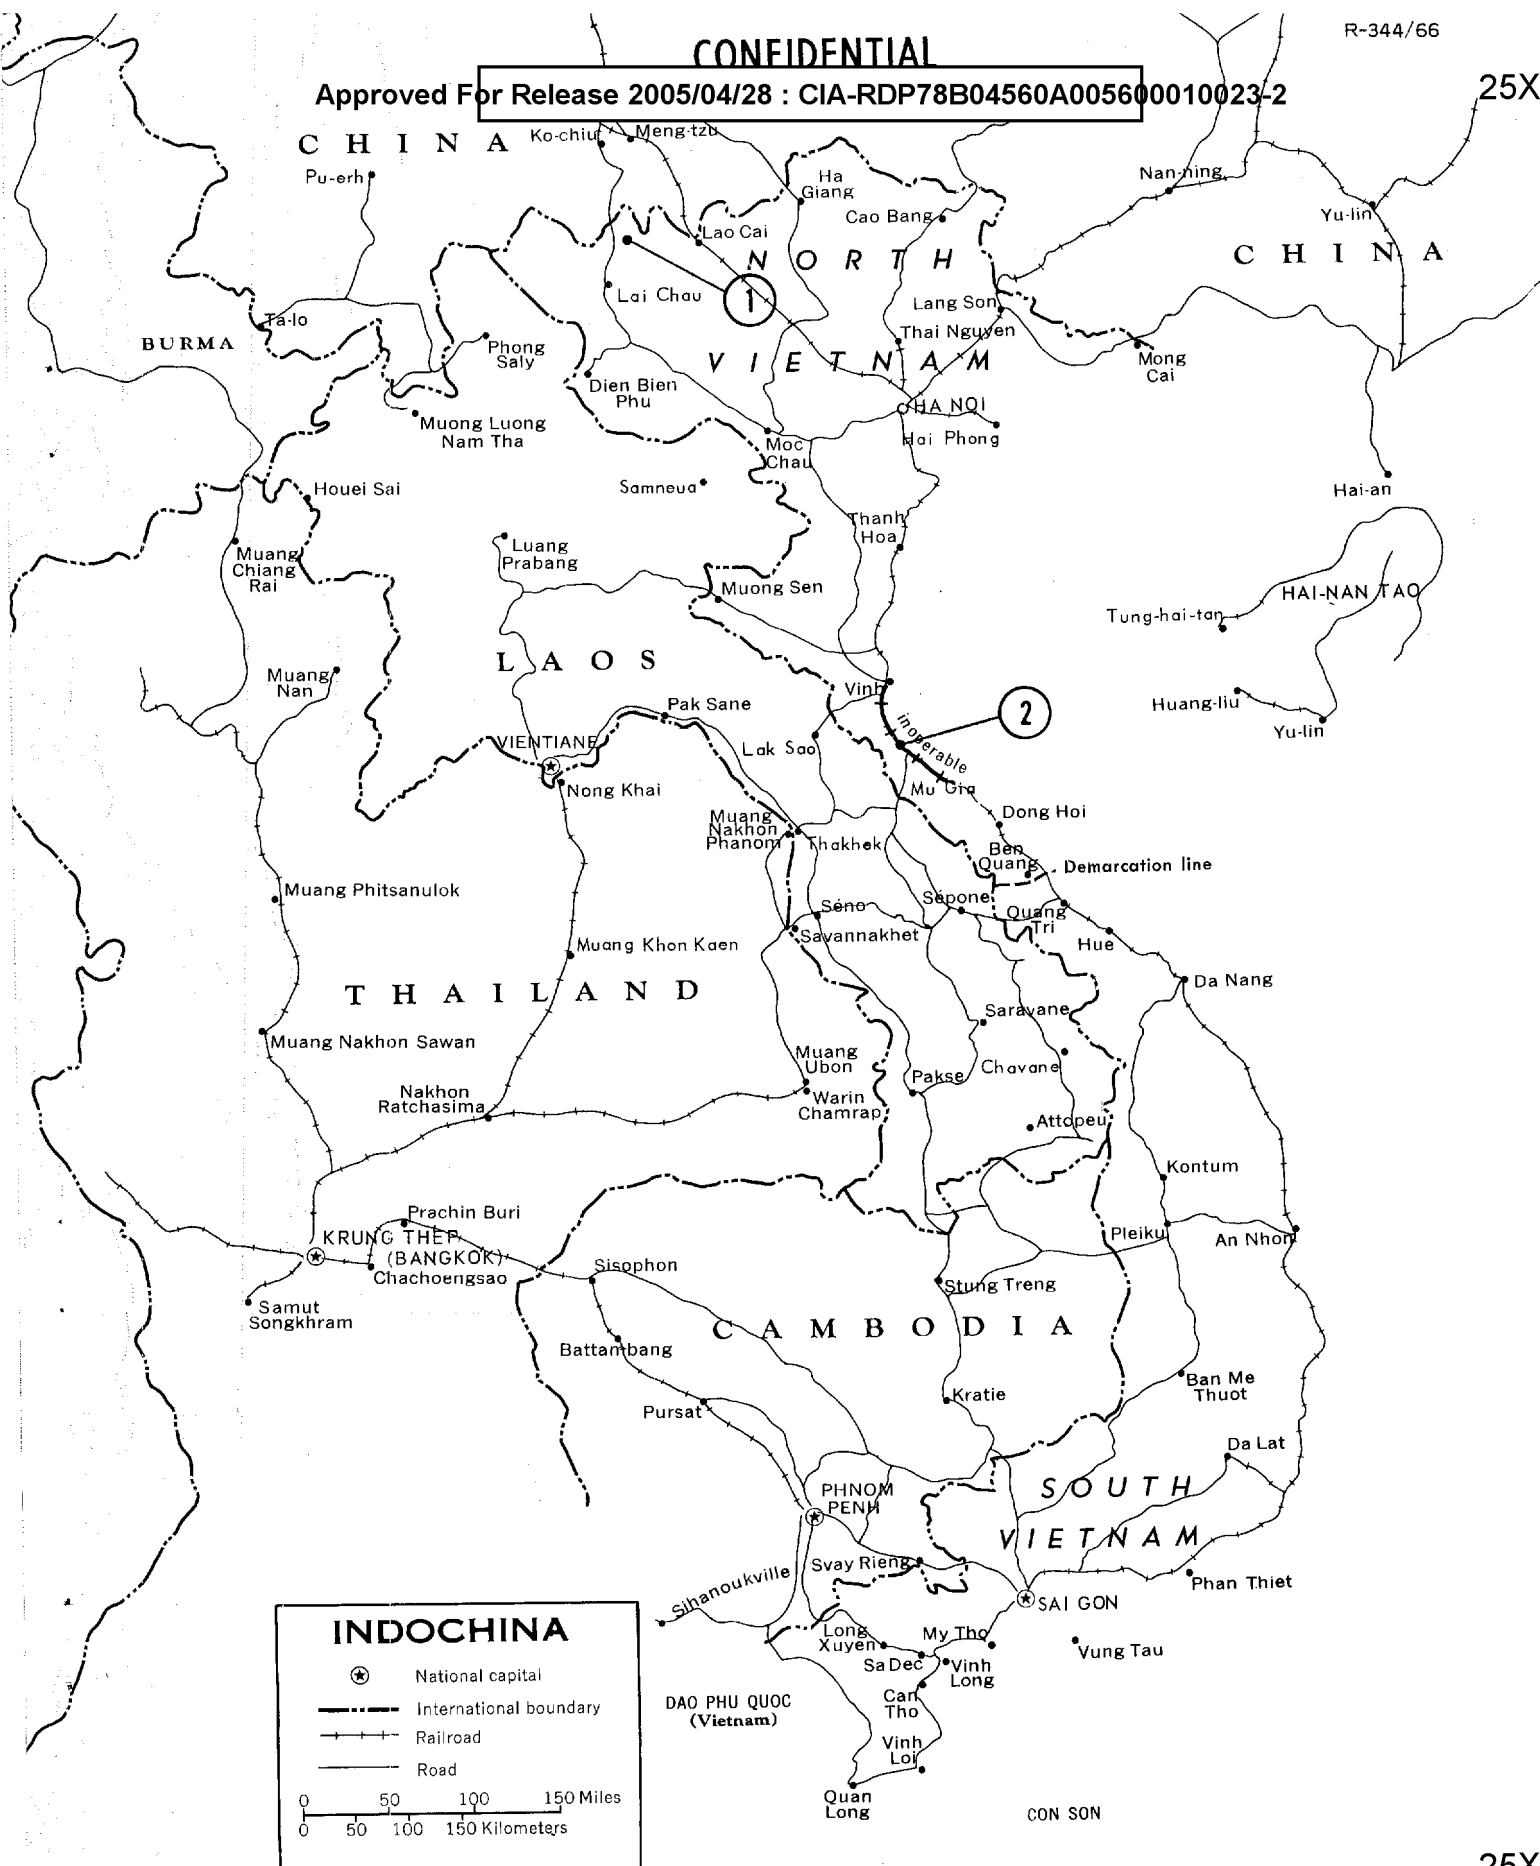 R-344/66
CONFIDENTIAL
Approved For Release 2005/04/28 : CIA-RDP78B04560A005600010023-2
25X
CHINA
Ko-chiu
Meng-tzu
Pu-erh
Ha
Giang
Cao Bang
Nan-ning
Yu-lin
Lao Cai
NORTH
CHINA
Lai Chau
1
Lang Son
Ta-lo
BURMA
Thai Nguyen
Phong
Saly
VIETNAM
Mong
Cai
Dien Bien
Phu
HA NOI
Muong Luong
Nam Tha
Hai Phong
Moc
Chau
Houei Sai
Samneua
Hai-an
Thanh
Hoa
Luang
Prabang
Muang
Chiang
Rai
Muong Sen
HAI-NAN TAO
Tung-hai-tan
LAOS
Muang
Nan
Vinh
Pak Sane
Huang-liu
Yu-lin
2
inoperable
VIENTIANE
Lak Sao
Nong Khai
Mu Gia
Dong Hoi
Muang
Nakhon
Phanom
Thakhek
Ben
Quang
Demarcation line
Muang Phitsanulok
Séno
Sépone
Quang
Tri
Savannakhet
Hue
Muang Khon Kaen
Da Nang
THAILAND
Saravane
Muang Nakhon Sawan
Muang
Ubon
Chavane
Pakse
Nakhon
Ratchasima
Warin
Chamrap
Attopeu
Kontum
Prachin Buri
KRUNG THEP
(BANGKOK)
Chachoengsao
Pleiku
An Nhon
Sisophon
Stung Treng
Samut
Songkhram
CAMBODIA
Battambang
Ban Me
Thuot
Kratie
Pursat
Da Lat
SOUTH
PHNOM
PENH
VIETNAM
Svay Rieng
Phan Thiet
Sihanoukville
SAI GON
Long
Xuyen
My Tho
Vung Tau
Sa Dec
Vinh
Long
Can
Tho
DAO PHU QUOC
(Vietnam)
Vinh
Loi
Quan
Long
CON SON
INDOCHINA
National capital
International boundary
Railroad
Road
0 50 100 150 Miles
0 50 100 150 Kilometers
25X